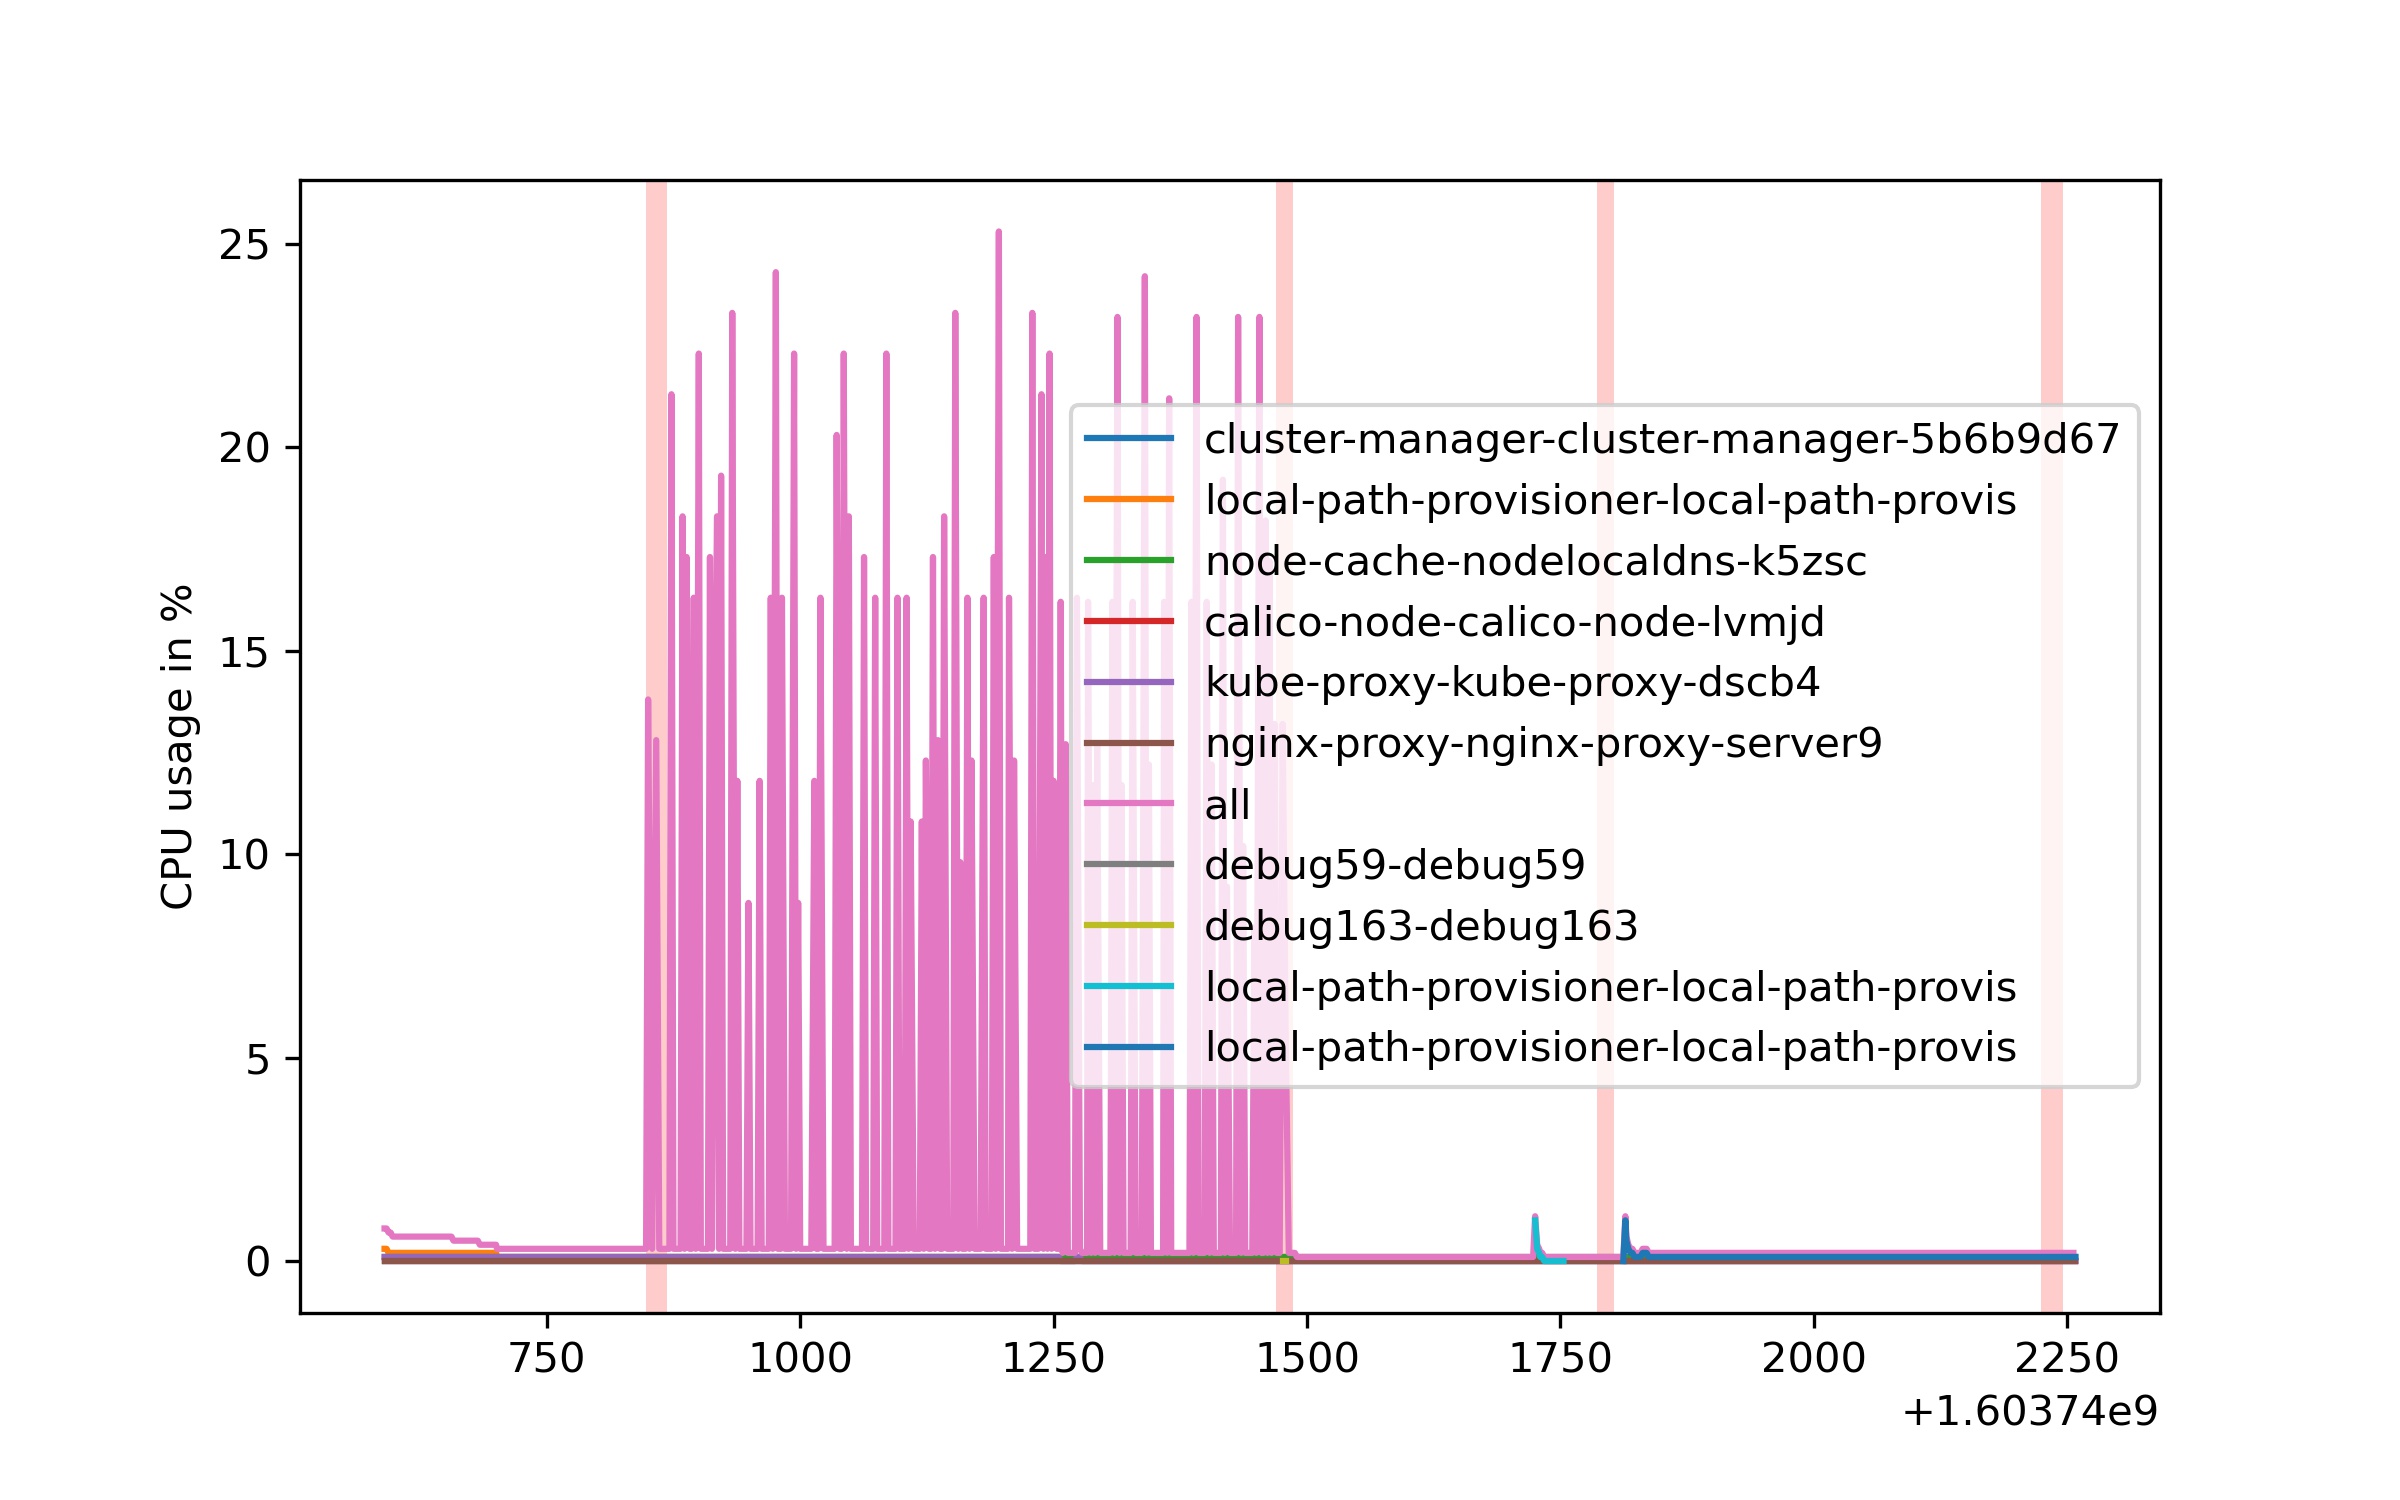 25
20
15
10
5
0
CPU usage in %
cluster-manager-cluster-manager-5b6b9d67
local-path-provisioner-local-path-provis
node-cache-nodelocaldns-k5zsc
calico-node-calico-node-lvmjd
kube-proxy-kube-proxy-dscb4
nginx-proxy-nginx-proxy-server9
all
debug59-debug59
debug163-debug163
local-path-provisioner-local-path-provis
local-path-provisioner-local-path-provis
750 1000 1250 1500 1750 2000 2250
+1.60374e9